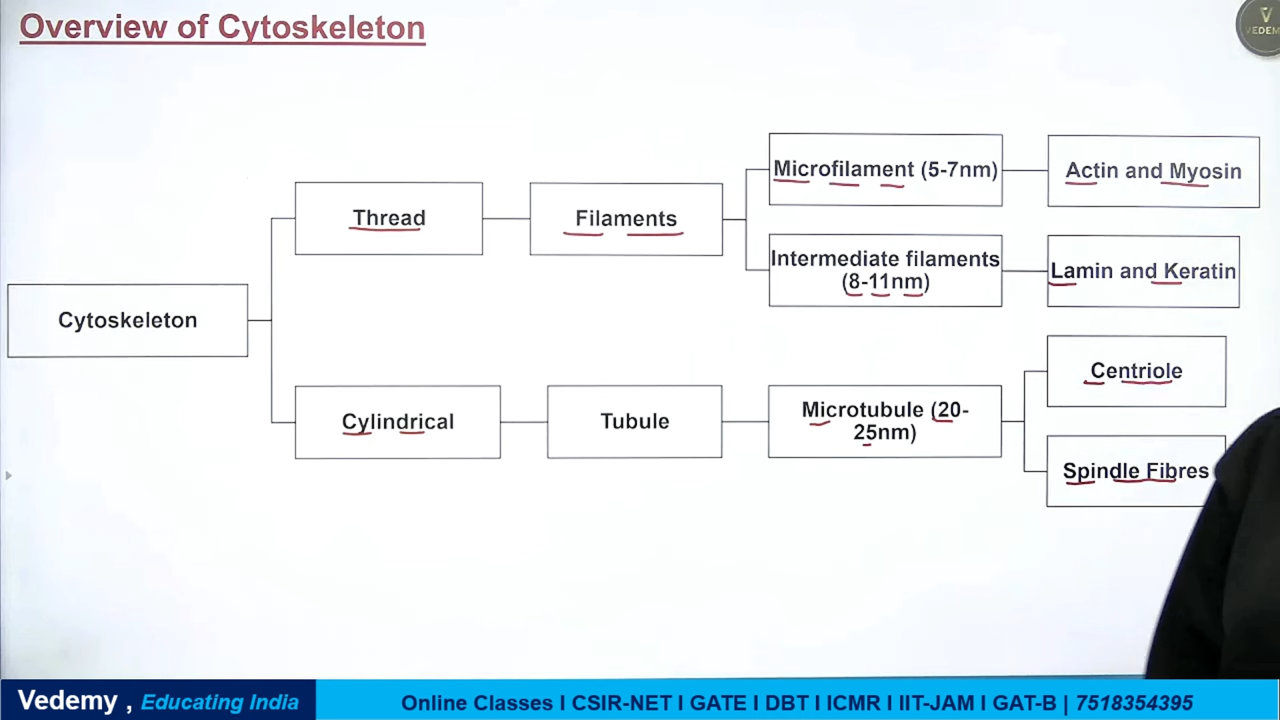 Overview of Cytoskeleton
V
VEDEM
Microfilament (5-7nm)
Actin and Myosin
Thread
Filaments
Intermediate filaments
(8-11nm)
Lamin and Keratin
Cytoskeleton
Centriole
Cylindrical
Tubule
Microtubule (20-
25nm)
Spindle Fibres
Vedemy , Educating India
Online Classes I CSIR-NET I GATE I DBT I ICMR I IIT-JAM I GAT-B | 7518354395